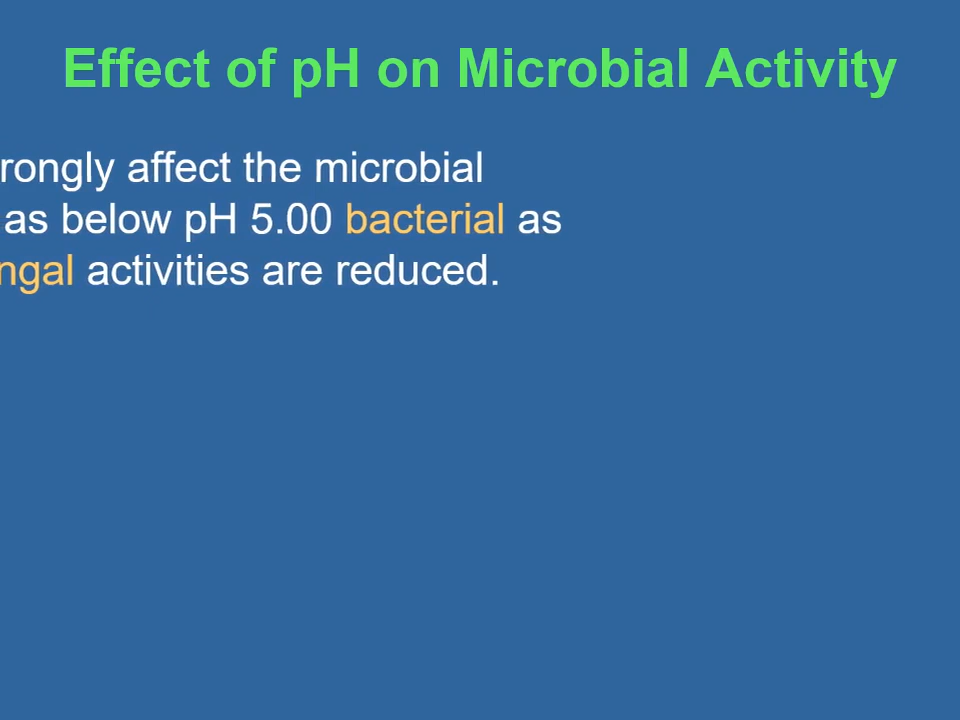 Effect of pH on Microbial Activity
rongly affect the microbial
as below pH 5.00 bacterial as
ngal activities are reduced.